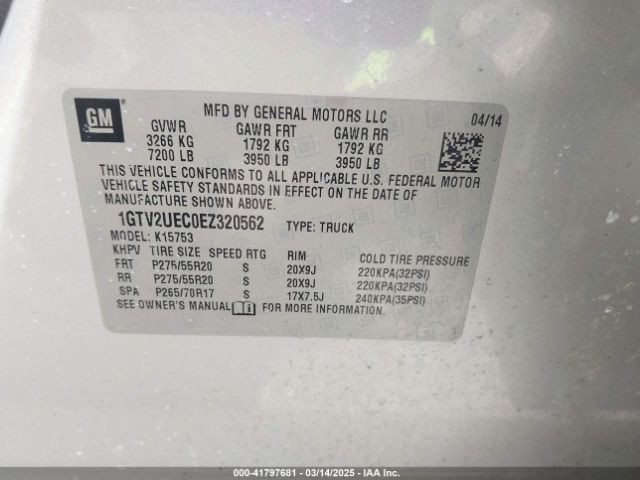 GM
MFD BY GENERAL MOTORS LLC 04/14
GVWR GAWR FRT GAWR RR
3266 KG 1792 KG 1792 KG
7200 LB 3950 LB 3950 LB
THIS VEHICLE CONFORMS TO ALL APPLICABLE U.S. FEDERAL MOTOR
VEHICLE SAFETY STANDARDS IN EFFECT ON THE DATE OF
MANUFACTURE SHOWN ABOVE.
1GTV2UEC0EZ320562 TYPE: TRUCK
MODEL: K15753
KHPV TIRE SIZE SPEED RTG RIM COLD TIRE PRESSURE
FRT P275/55R20 S 20X9J 220KPA(32PSI)
RR P275/55R20 S 20X9J 220KPA(32PSI)
SPA P265/70R17 S 17X7.5J 240KPA(35PSI)
SEE OWNER'S MANUAL FOR MORE INFORMATION.
000-41797681 - 03/14/2025 - IAA Inc.